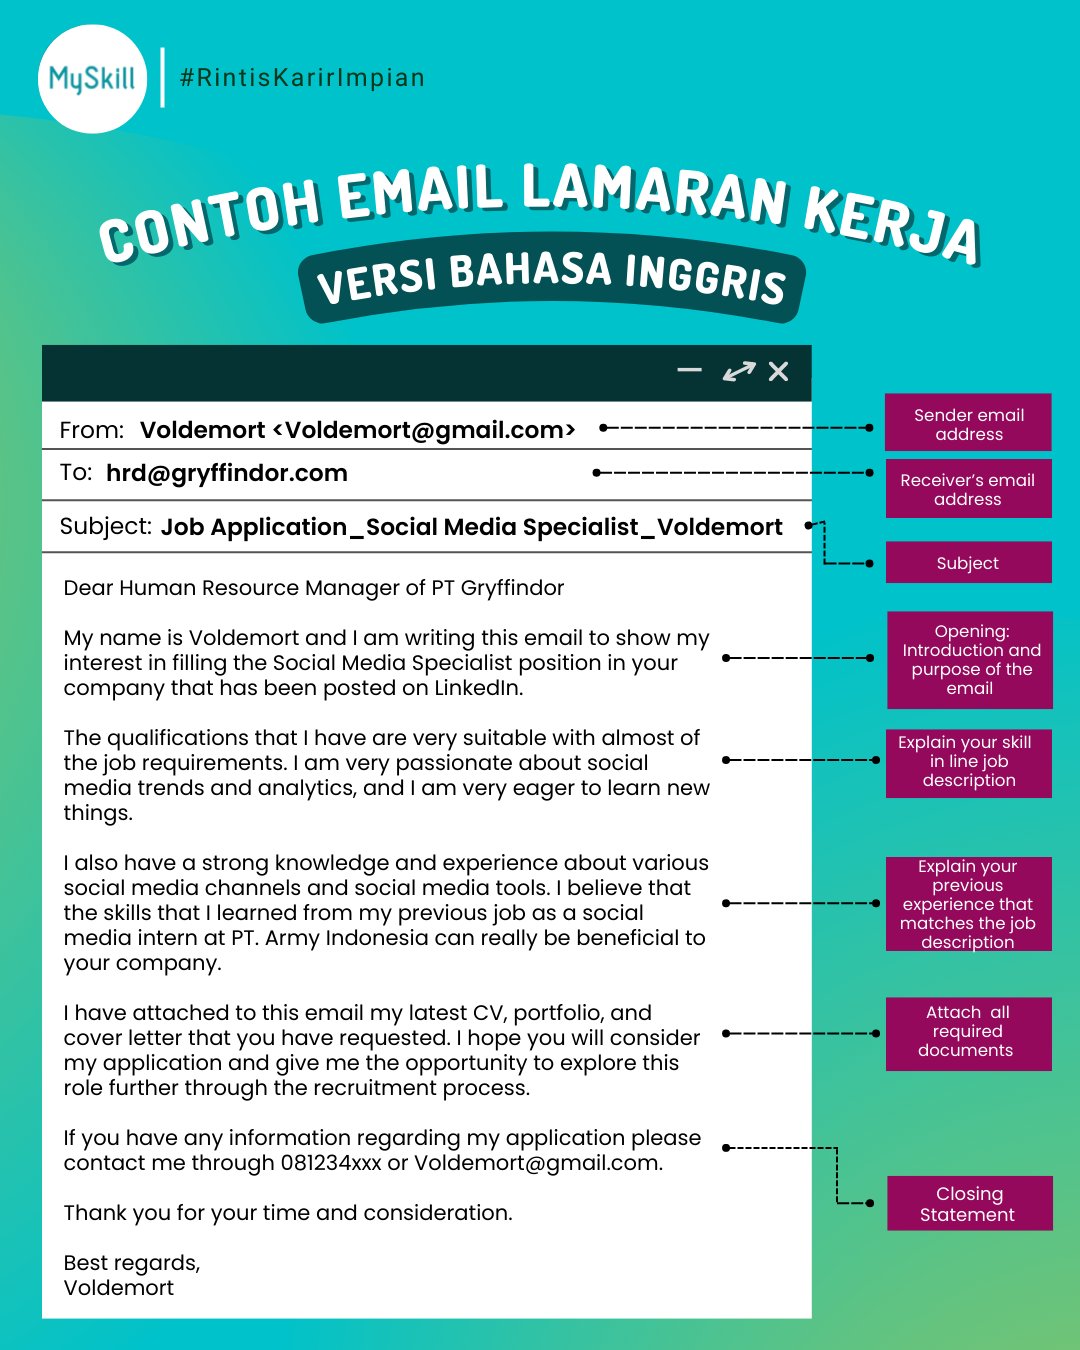 MySkill
#RintisKarirImpian
CONTOH EMAIL LAMARAN KERJA
VERSI BAHASA INGGRIS
From: Voldemort <Voldemort@gmail.com>
Sender email
address
To: hrd@gryffindor.com
Receiver's email
address
Subject: Job Application_Social Media Specialist_Voldemort
Subject
Dear Human Resource Manager of PT Gryffindor
My name is Voldemort and I am writing this email to show my
interest in filling the Social Media Specialist position in your
company that has been posted on LinkedIn.
Opening:
Introduction and
purpose of the
email
The qualifications that I have are very suitable with almost of
the job requirements. I am very passionate about social
media trends and analytics, and I am very eager to learn new
things.
Explain your skill
in line job
description
I also have a strong knowledge and experience about various
social media channels and social media tools. I believe that
the skills that I learned from my previous job as a social
media intern at PT. Army Indonesia can really be beneficial to
your company.
Explain your
previous
experience that
matches the job
description
I have attached to this email my latest CV, portfolio, and
cover letter that you have requested. I hope you will consider
my application and give me the opportunity to explore this
role further through the recruitment process.
Attach all
required
documents
If you have any information regarding my application please
contact me through 081234xxx or Voldemort@gmail.com.
Closing
Statement
Thank you for your time and consideration.
Best regards,
Voldemort